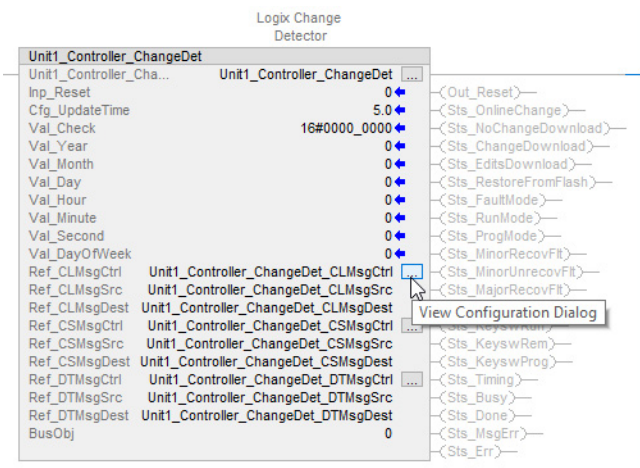 Logix Change
Detector
Unit1_Controller_ChangeDet
Unit1_Controller_Cha... Unit1_Controller_ChangeDet ...
Inp_Reset 0 (Out_Reset)
Cfg_UpdateTime 5.0 (Sts_OnlineChange)
Val_Check 16#0000_0000 (Sts_NoChangeDownload)
Val_Year 0 (Sts_ChangeDownload)
Val_Month 0 (Sts_EditsDownload)
Val_Day 0 (Sts_RestoreFromFlash)
Val_Hour 0 (Sts_FaultMode)
Val_Minute 0 (Sts_RunMode)
Val_Second 0 (Sts_ProgMode)
Val_DayOfWeek 0 (Sts_MinorRecovFlt)
Ref_CLMsgCtrl Unit1_Controller_ChangeDet_CLMsgCtrl ... (Sts_MinorUnrecovFlt)
Ref_CLMsgSrc Unit1_Controller_ChangeDet_CLMsgSrc (Sts_MajorRecovFlt)
Ref_CLMsgDest Unit1_Controller_ChangeDet_CLMsgDest
View Configuration Dialog
Ref_CSMsgCtrl Unit1_Controller_ChangeDet_CSMsgCtrl ... (Sts_KeyswRun)
Ref_CSMsgSrc Unit1_Controller_ChangeDet_CSMsgSrc (Sts_KeyswRem)
Ref_CSMsgDest Unit1_Controller_ChangeDet_CSMsgDest (Sts_KeyswProg)
Ref_DTMsgCtrl Unit1_Controller_ChangeDet_DTMsgCtrl ... (Sts_Timing)
Ref_DTMsgSrc Unit1_Controller_ChangeDet_DTMsgSrc (Sts_Busy)
Ref_DTMsgDest Unit1_Controller_ChangeDet_DTMsgDest (Sts_Done)
BusObj 0 (Sts_MsgErr)
(Sts_Err)